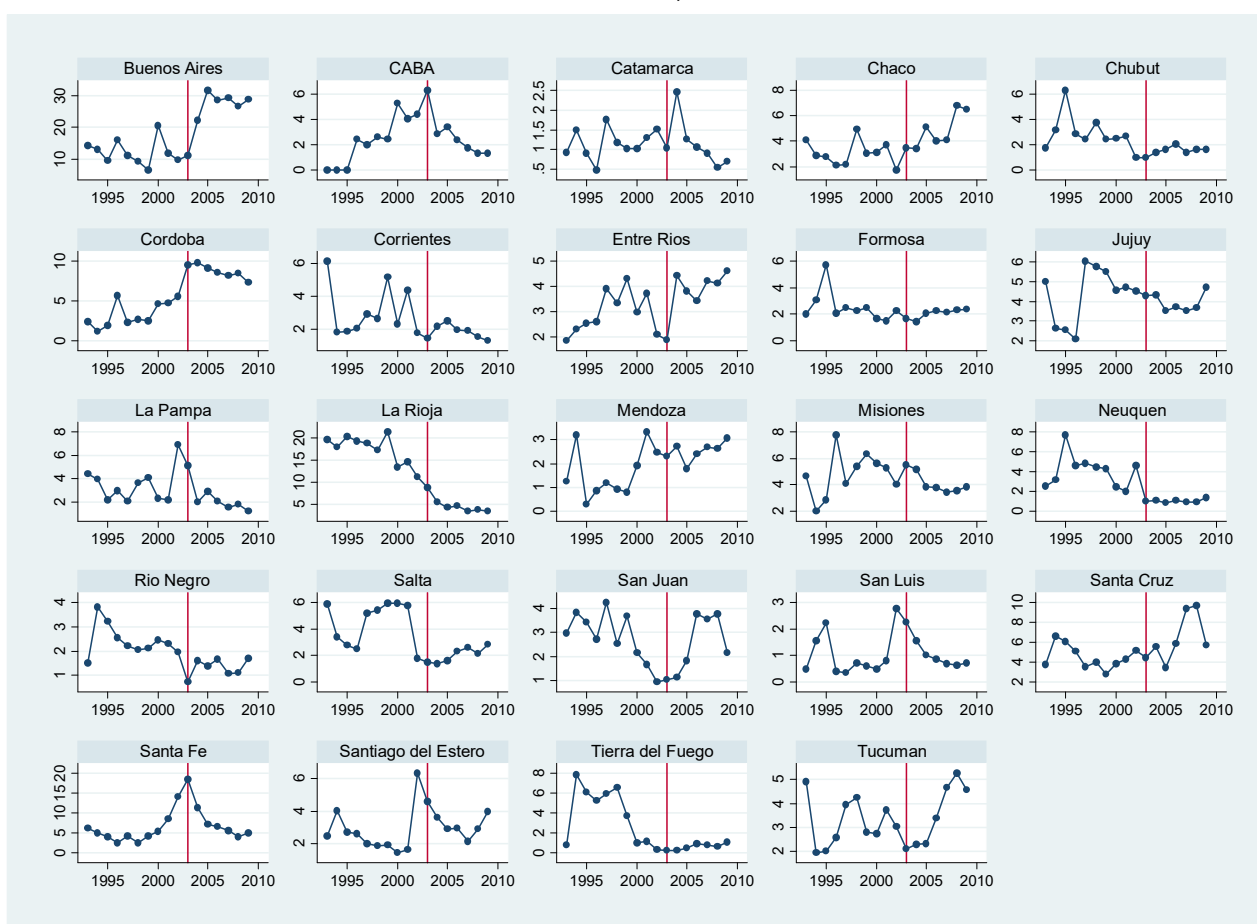 Buenos Aires
30
20
10
1995 2000 2005 2010
CABA
6
4
2
0
1995 2000 2005 2010
Catamarca
2.5
2
1.5
1
.5
1995 2000 2005 2010
Chaco
8
6
4
2
1995 2000 2005 2010
Chubut
6
4
2
0
1995 2000 2005 2010
Cordoba
10
5
0
1995 2000 2005 2010
Corrientes
6
4
2
1995 2000 2005 2010
Entre Rios
5
4
3
2
1995 2000 2005 2010
Formosa
6
4
2
0
1995 2000 2005 2010
Jujuy
6
5
4
3
2
1995 2000 2005 2010
La Pampa
8
6
4
2
1995 2000 2005 2010
La Rioja
20
15
10
5
1995 2000 2005 2010
Mendoza
3
2
1
0
1995 2000 2005 2010
Misiones
8
6
4
2
1995 2000 2005 2010
Neuquen
8
6
4
2
0
1995 2000 2005 2010
Rio Negro
4
3
2
1
1995 2000 2005 2010
Salta
6
4
2
0
1995 2000 2005 2010
San Juan
4
3
2
1
1995 2000 2005 2010
San Luis
3
2
1
0
1995 2000 2005 2010
Santa Cruz
10
8
6
4
2
1995 2000 2005 2010
Santa Fe
20
15
10
5
0
1995 2000 2005 2010
Santiago del Estero
6
4
2
1995 2000 2005 2010
Tierra del Fuego
8
6
4
2
0
1995 2000 2005 2010
Tucuman
5
4
3
2
1995 2000 2005 2010